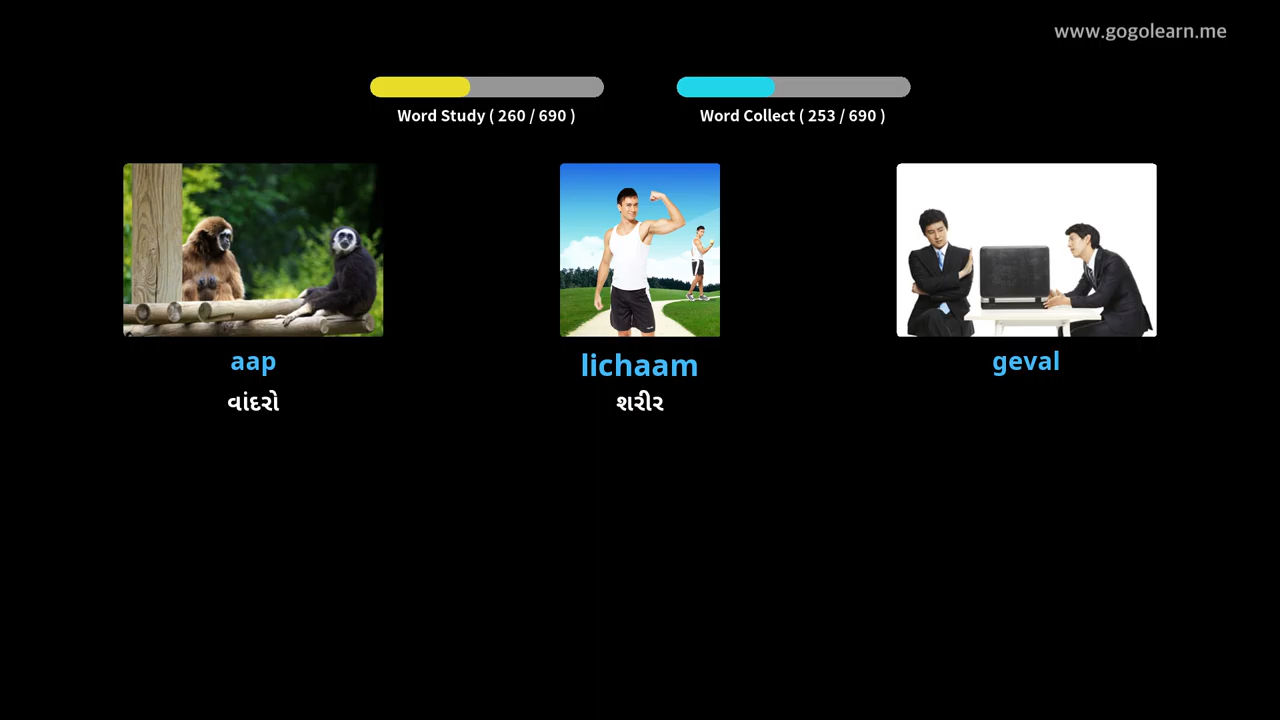 www.gogolearn.me
Word Study ( 260 / 690 )
Word Collect ( 253 / 690 )
aap
lichaam
geval
વાંદરો
શરીર